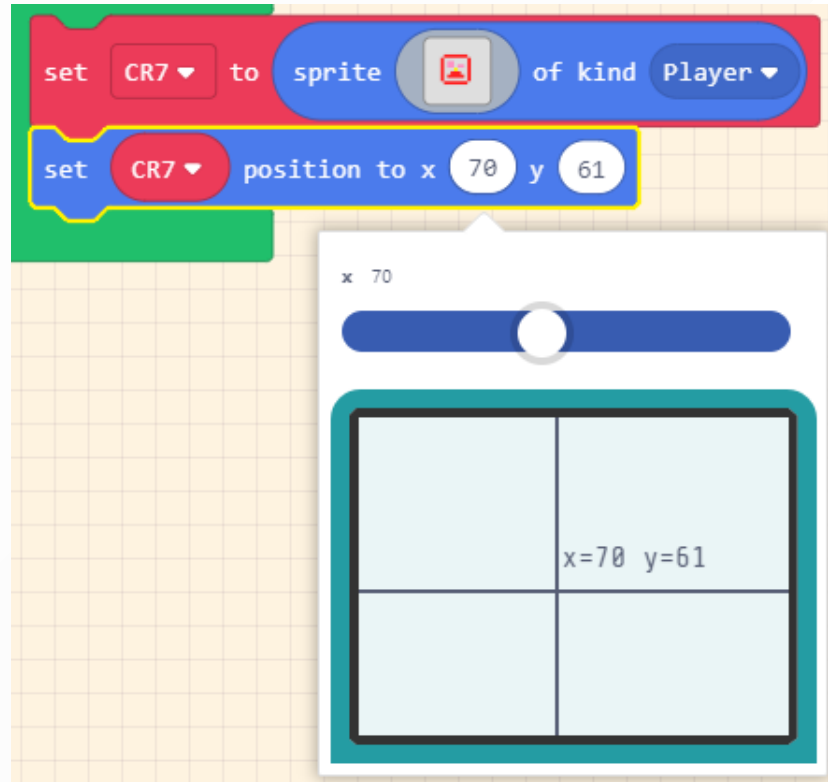 set CR7 to sprite of kind Player
set CR7 position to x 70 y 61
x 70
x=70 y=61